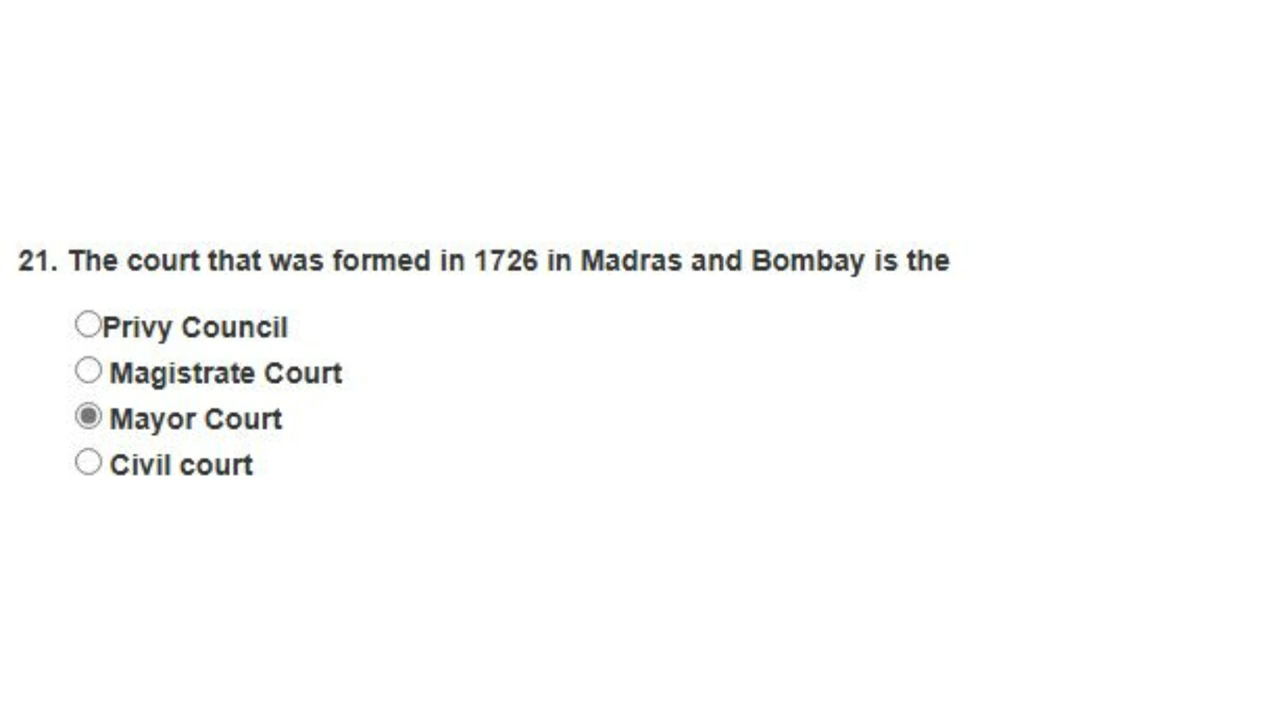 21. The court that was formed in 1726 in Madras and Bombay is the
Privy Council
Magistrate Court
Mayor Court
Civil court